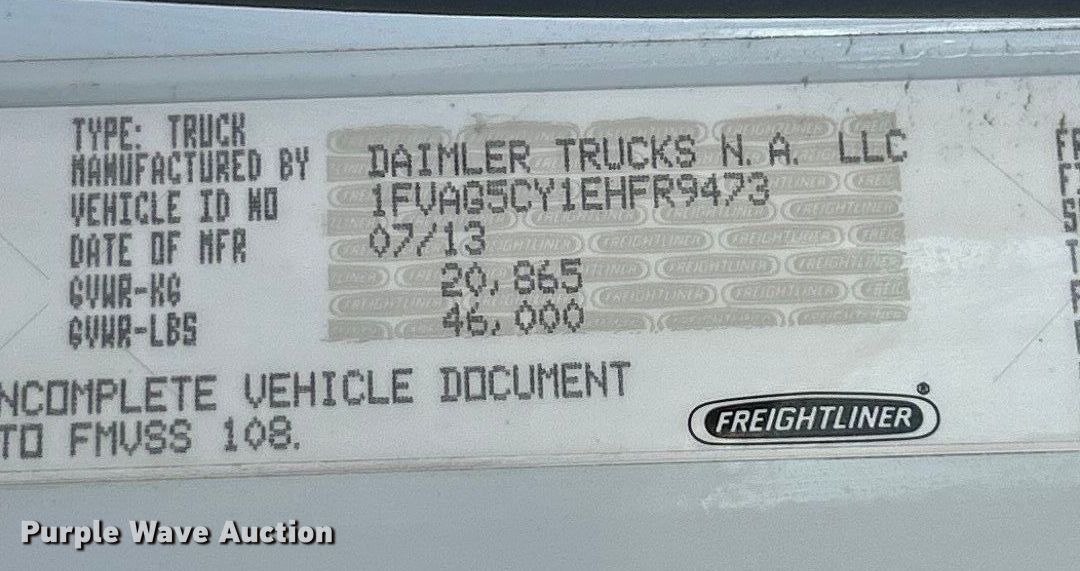 TYPE: TRUCK
MANUFACTURED BY DAIMLER TRUCKS N.A. LLC
VEHICLE ID NO 1FVAG5CY1EHFR9473
DATE OF MFR 07/13
GVWR-KG 20,865
GVWR-LBS 46,000
NCOMPLETE VEHICLE DOCUMENT
TO FMVSS 108.
FREIGHTLINER®
Purple Wave Auction